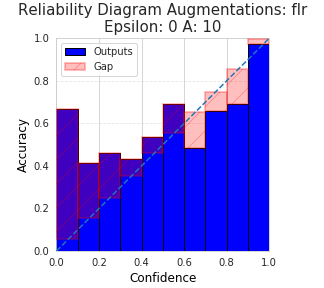 Reliability Diagram Augmentations: flr
Epsilon: 0 A: 10
Outputs
Gap
Accuracy
1.0
0.8
0.6
0.4
0.2
0.0
0.0 0.2 0.4 0.6 0.8 1.0
Confidence